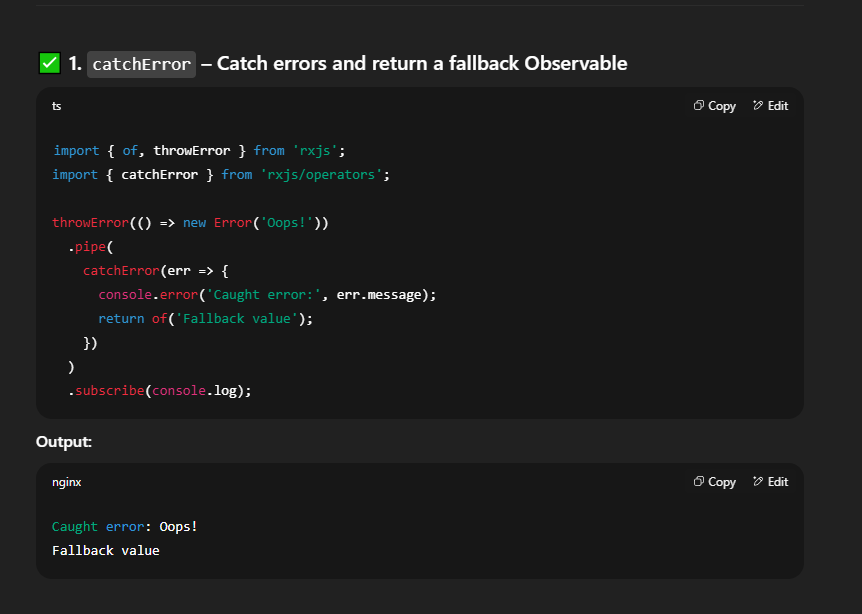 ✅ 1. catchError – Catch errors and return a fallback Observable
ts Copy Edit
import { of, throwError } from 'rxjs';
import { catchError } from 'rxjs/operators';
throwError(() => new Error('Oops!'))
  .pipe(
    catchError(err => {
      console.error('Caught error:', err.message);
      return of('Fallback value');
    })
  )
  .subscribe(console.log);
Output:
nginx Copy Edit
Caught error: Oops!
Fallback value